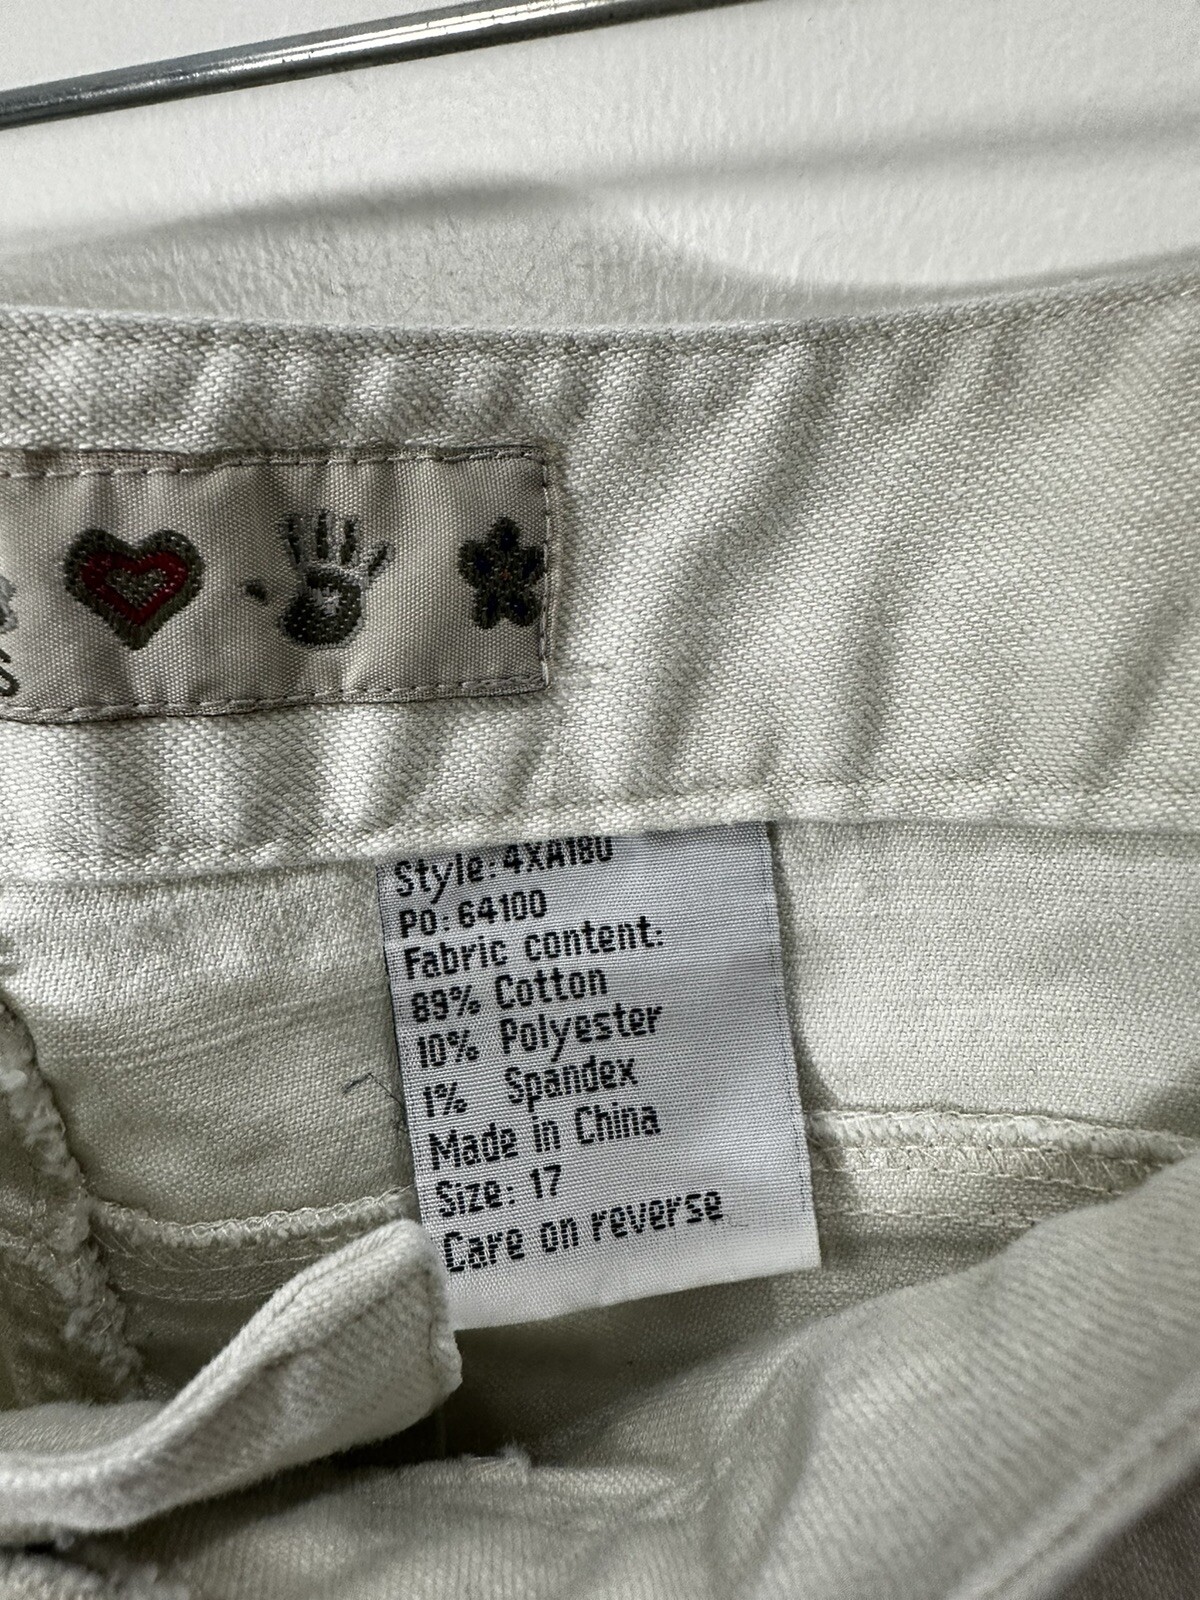 Style: 4XA180
PO: 64100
Fabric content:
89% Cotton
10% Polyester
1% Spandex
Made in China
Size: 17
Care on reverse